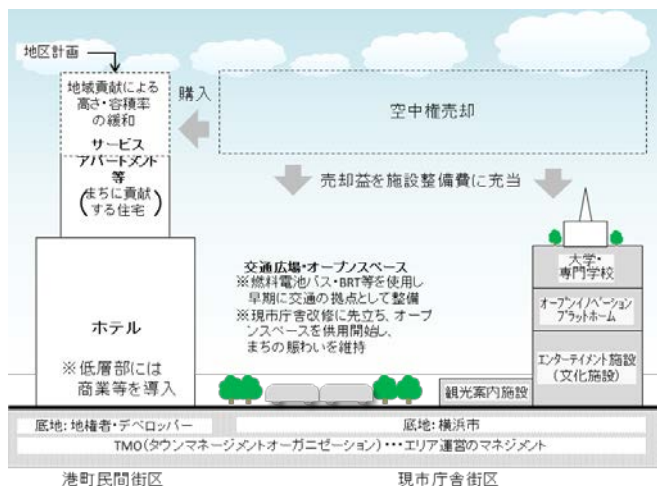 地区計画
地域貢献による
高さ・容積率
の緩和
サービス
アパートメント
等
(まちに貢献
する住宅)
購入
空中権売却
売却益を施設整備費に充当
交通広場・オープンスペース
※燃料電池バス・BRT等を使用し
早期に交通の拠点として整備
※現市庁舎改修に先立ち、オープ
ンスペースを供用開始し、
まちの賑わいを維持
ホテル
※低層部には
商業等を導入
大学・
専門学校
オープンイノベーション
プラットホーム
エンターテイメント施設
(文化施設)
観光案内施設
底地:地権者・デベロッパー
底地:横浜市
TMO(タウンマネージメントオーガニゼーション)・・・エリア運営のマネジメント
港町民間街区
現市庁舎街区